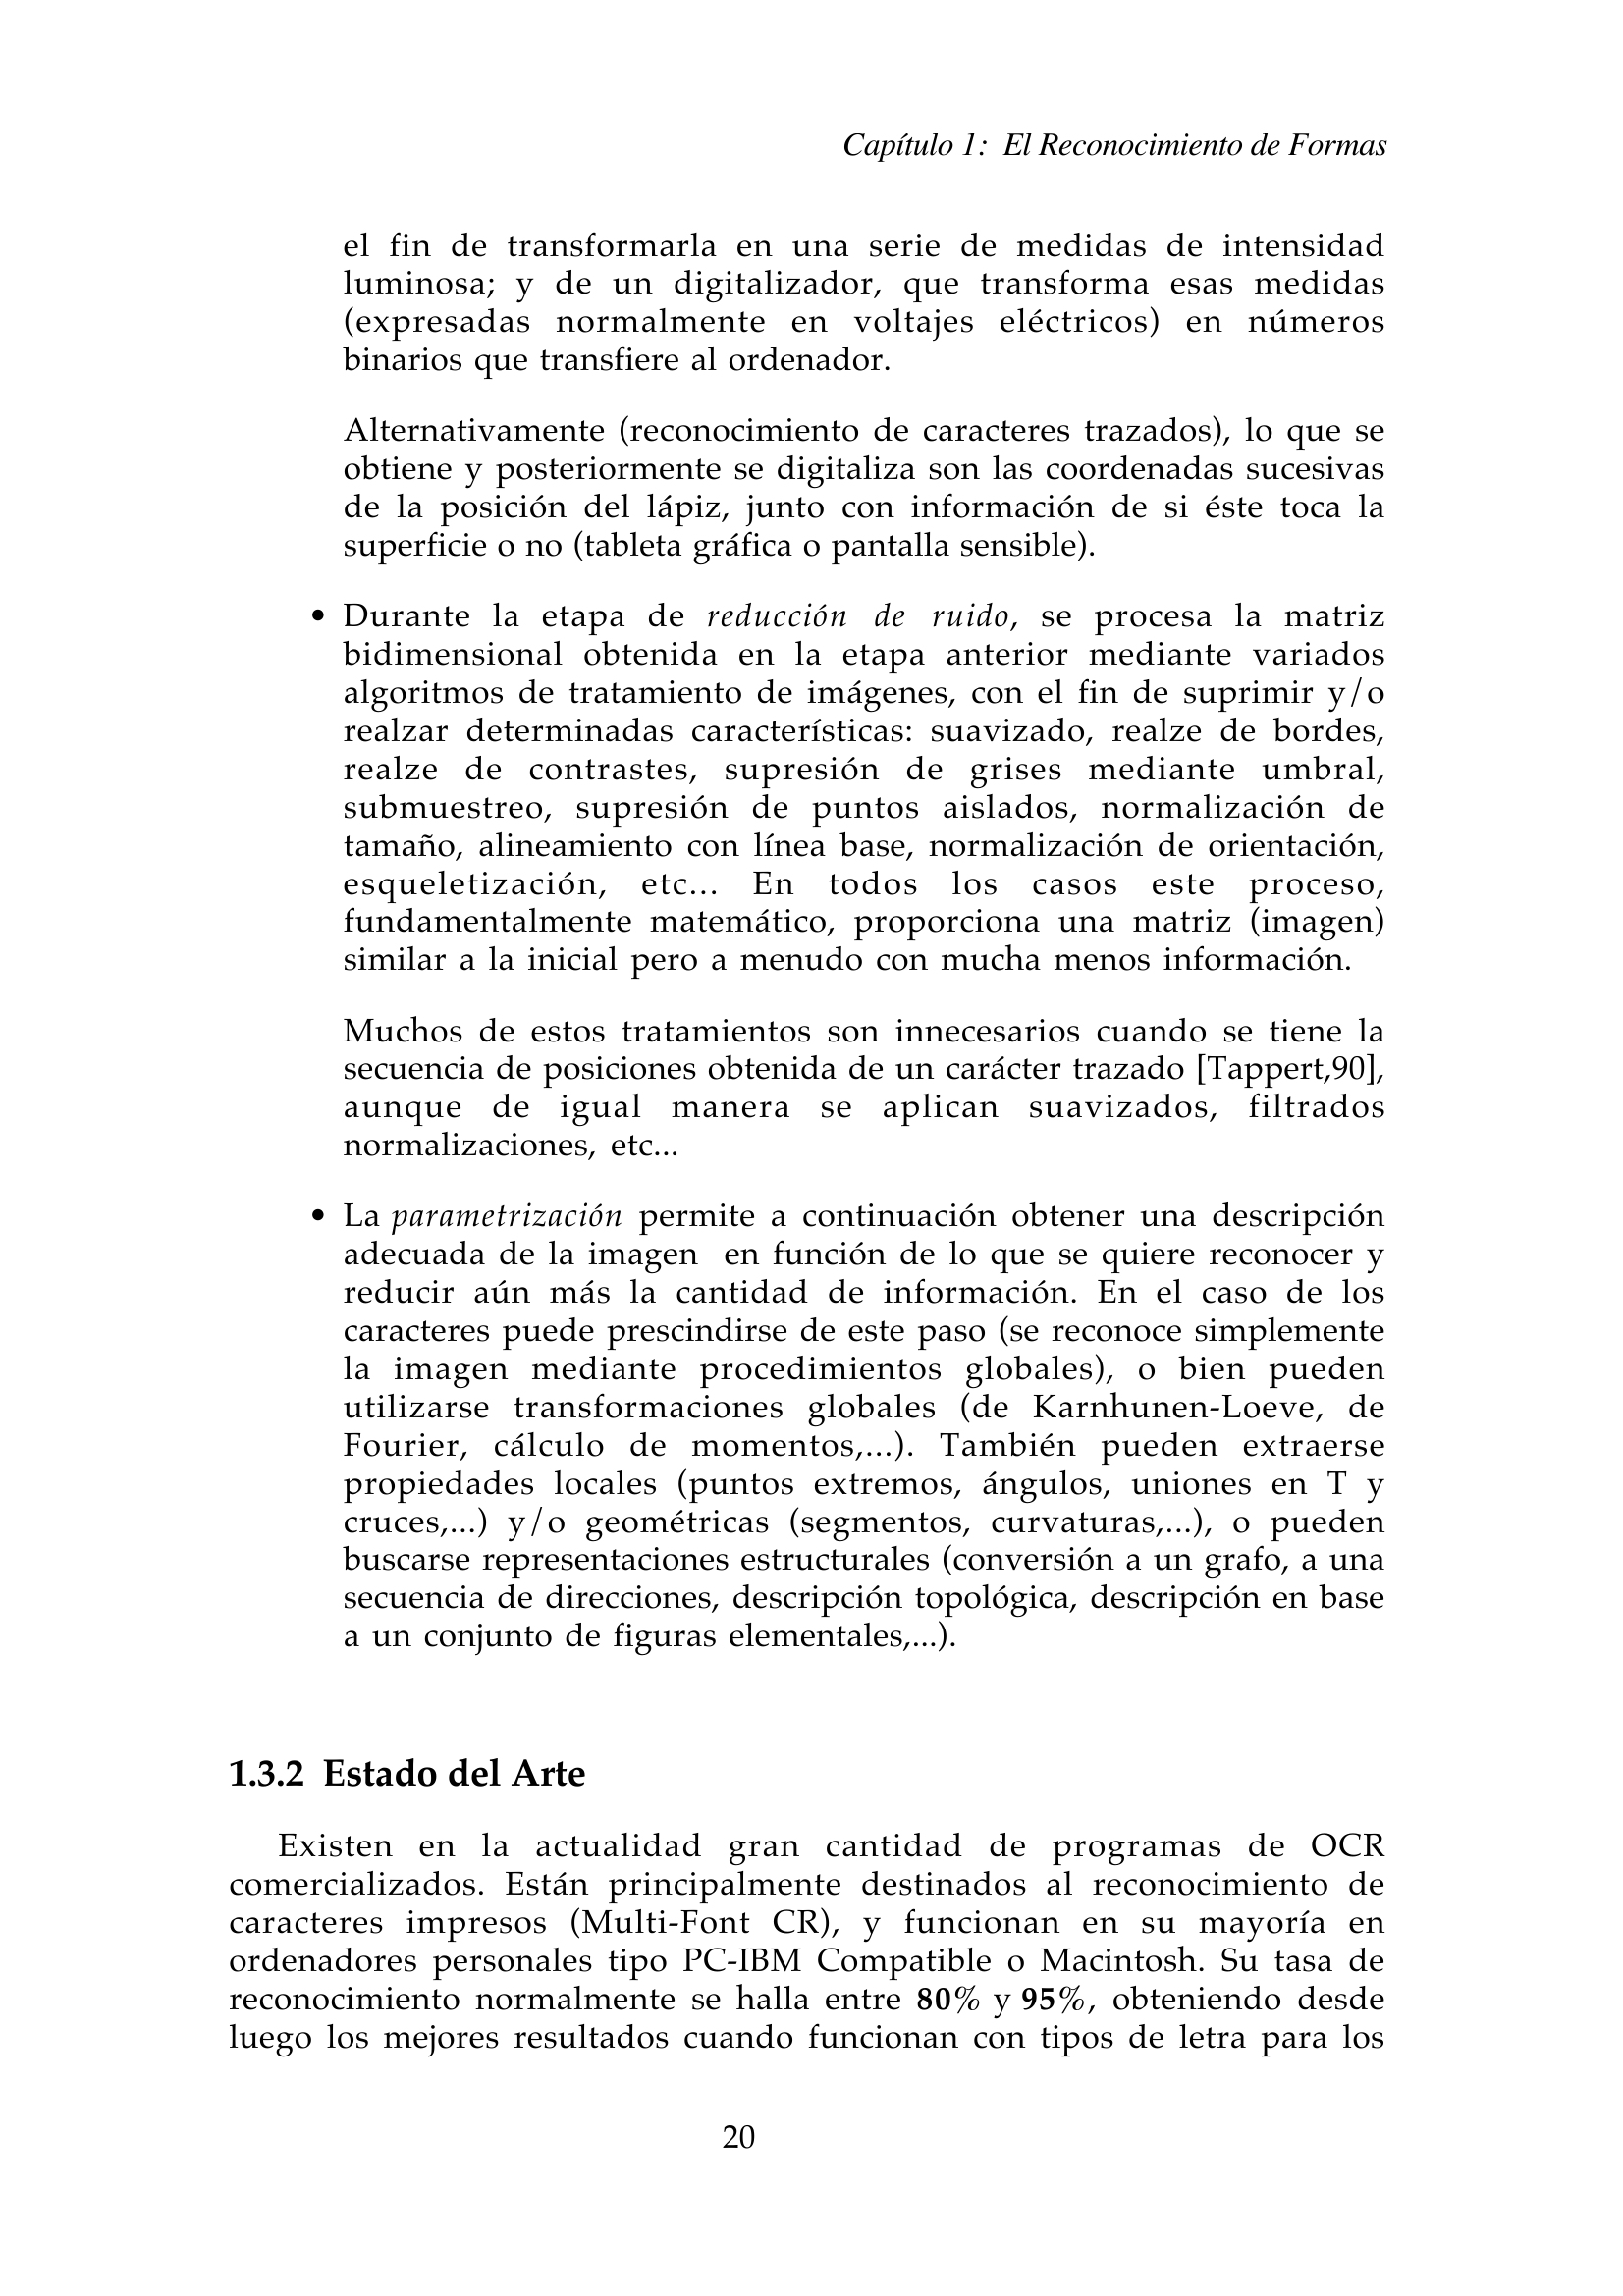 Capítulo 1: El Reconocimiento de Formas
el fin de transformarla en una serie de medidas de intensidad
luminosa; y de un digitalizador, que transforma esas medidas
(expresadas normalmente en voltajes eléctricos) en números
binarios que transfiere al ordenador.
Alternativamente (reconocimiento de caracteres trazados), lo que se
obtiene y posteriormente se digitaliza son las coordenadas sucesivas
de la posición del lápiz, junto con información de si éste toca la
superficie o no (tableta gráfica o pantalla sensible).
• Durante la etapa de reducción de ruido, se procesa la matriz
bidimensional obtenida en la etapa anterior mediante variados
algoritmos de tratamiento de imágenes, con el fin de suprimir y/o
realzar determinadas características: suavizado, realze de bordes,
realze de contrastes, supresión de grises mediante umbral,
submuestreo, supresión de puntos aislados, normalización de
tamaño, alineamiento con línea base, normalización de orientación,
esqueletización, etc... En todos los casos este proceso,
fundamentalmente matemático, proporciona una matriz (imagen)
similar a la inicial pero a menudo con mucha menos información.
Muchos de estos tratamientos son innecesarios cuando se tiene la
secuencia de posiciones obtenida de un carácter trazado [Tappert,90],
aunque de igual manera se aplican suavizados, filtrados
normalizaciones, etc...
• La parametrización permite a continuación obtener una descripción
adecuada de la imagen en función de lo que se quiere reconocer y
reducir aún más la cantidad de información. En el caso de los
caracteres puede prescindirse de este paso (se reconoce simplemente
la imagen mediante procedimientos globales), o bien pueden
utilizarse transformaciones globales (de Karnhunen-Loeve, de
Fourier, cálculo de momentos,...). También pueden extraerse
propiedades locales (puntos extremos, ángulos, uniones en T y
cruces,...) y/o geométricas (segmentos, curvaturas,...), o pueden
buscarse representaciones estructurales (conversión a un grafo, a una
secuencia de direcciones, descripción topológica, descripción en base
a un conjunto de figuras elementales,...).
1.3.2 Estado del Arte
Existen en la actualidad gran cantidad de programas de OCR
comercializados. Están principalmente destinados al reconocimiento de
caracteres impresos (Multi-Font CR), y funcionan en su mayoría en
ordenadores personales tipo PC-IBM Compatible o Macintosh. Su tasa de
reconocimiento normalmente se halla entre 80% y 95%, obteniendo desde
luego los mejores resultados cuando funcionan con tipos de letra para los
20